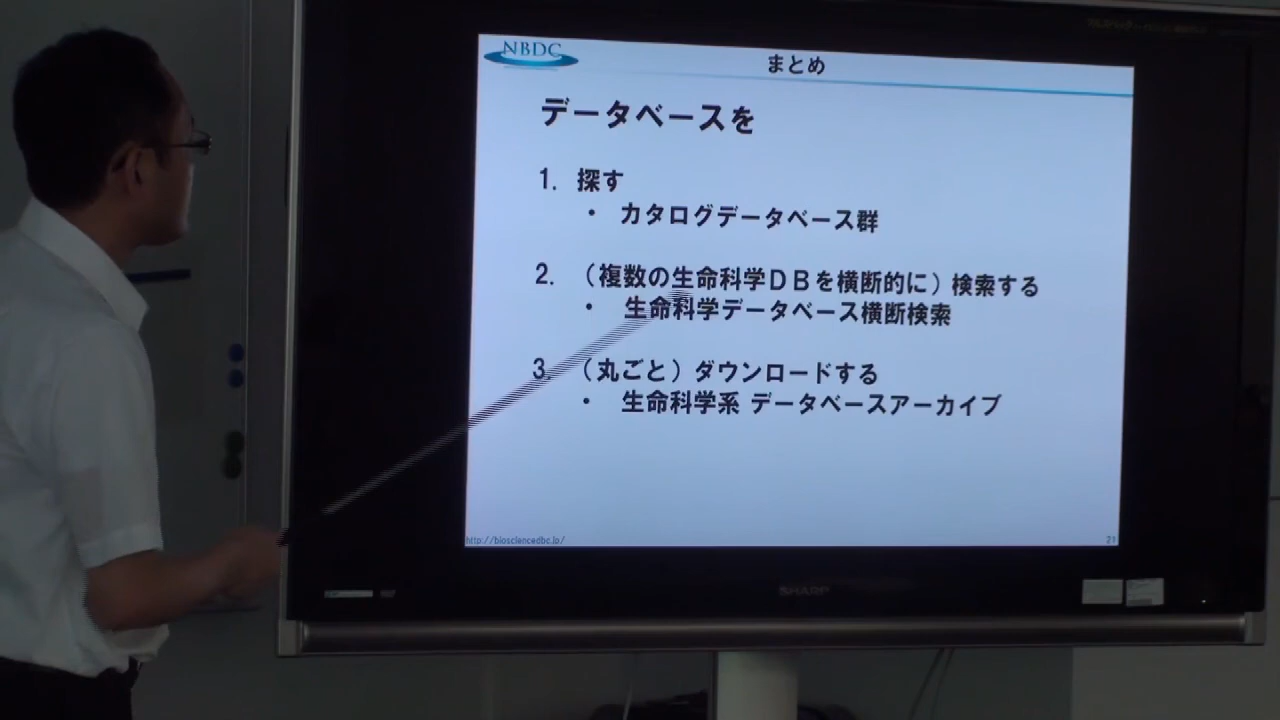 NBDC
まとめ
データベースを
1. 探す
・ カタログデータベース群
2. （複数の生命科学ＤＢを横断的に）検索する
・ 生命科学データベース横断検索
3. （丸ごと）ダウンロードする
・ 生命科学系 データベースアーカイブ
http://biosciencedbc.jp/
21
SHARP